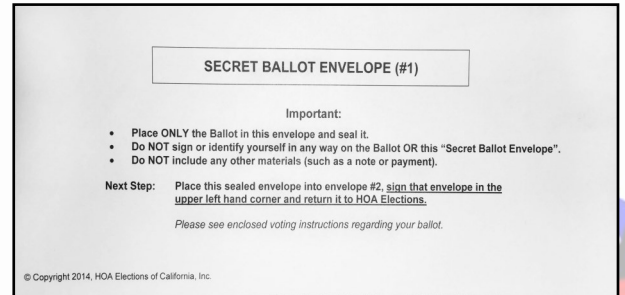 SECRET BALLOT ENVELOPE (#1)
Important:
• Place ONLY the Ballot in this envelope and seal it.
• Do NOT sign or identify yourself in any way on the Ballot OR this "Secret Ballot Envelope".
• Do NOT include any other materials (such as a note or payment).
Next Step: Place this sealed envelope into envelope #2, sign that envelope in the
upper left hand corner and return it to HOA Elections.
Please see enclosed voting instructions regarding your ballot.
© Copyright 2014, HOA Elections of California, Inc.